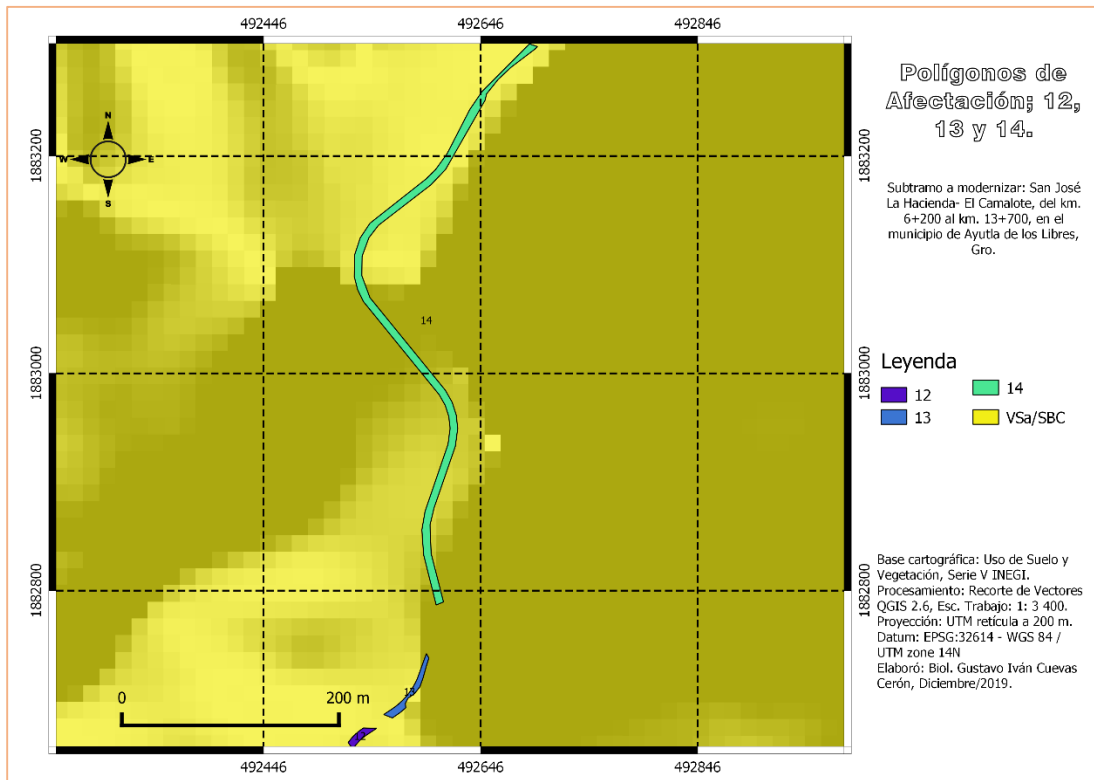 492446 492646 492846
Polígonos de
Afectación; 12,
13 y 14.
N
W E
S
1883200
1883200
Subtramo a modernizar: San José
La Hacienda- El Camalote, del km.
6+200 al km. 13+700, en el
municipio de Ayutla de los Libres,
Gro.
14
1883000
1883000
Leyenda
12
13
14
VSa/SBC
Base cartográfica: Uso de Suelo y
Vegetación, Serie V INEGI.
Procesamiento: Recorte de Vectores
QGIS 2.6, Esc. Trabajo: 1: 3 400.
Proyección: UTM retícula a 200 m.
Datum: EPSG:32614 - WGS 84 /
UTM zone 14N
Elaboró: Biol. Gustavo Iván Cuevas
Cerón, Diciembre/2019.
1882800
1882800
13
0 200 m
12
492446 492646 492846